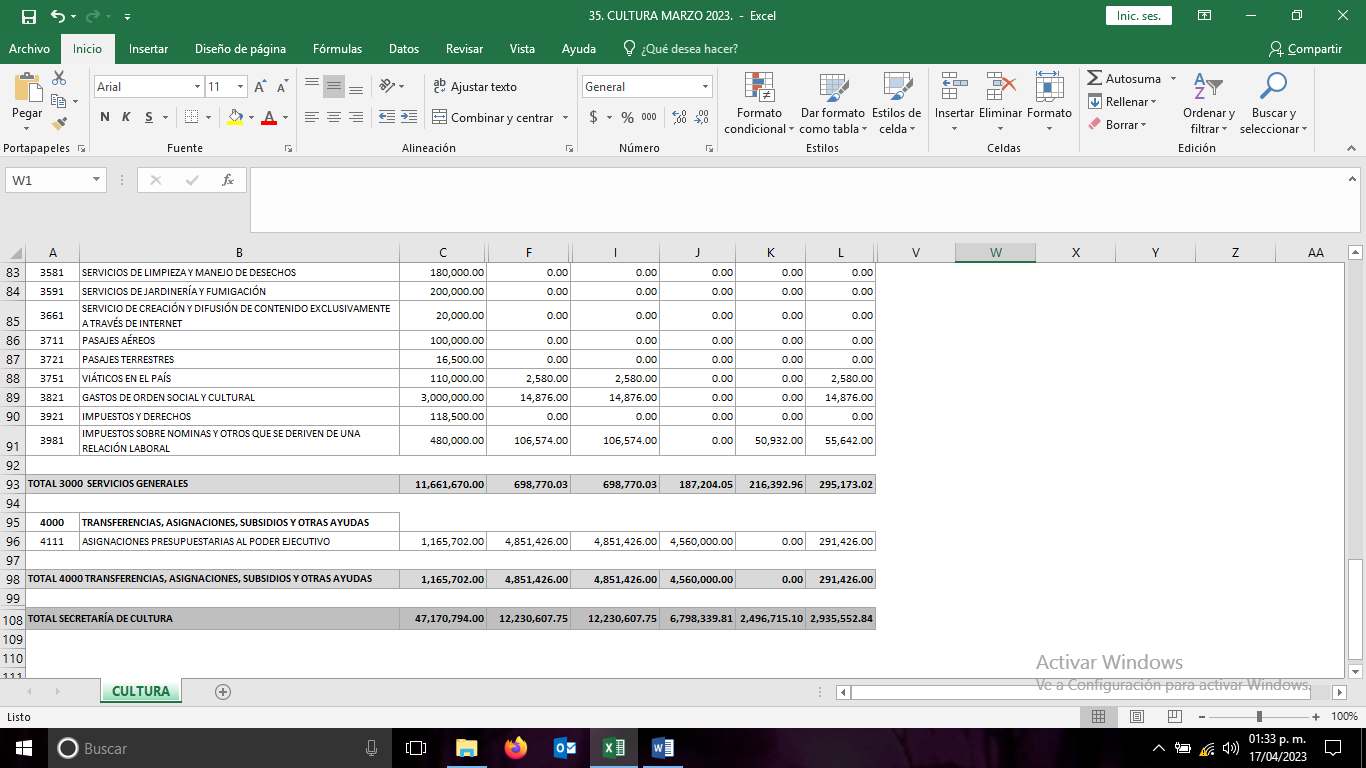 35. CULTURA MARZO 2023. - Excel
Inic. ses.
Archivo Inicio Insertar Diseño de página Fórmulas Datos Revisar Vista Ayuda ¿Qué desea hacer? Compartir
Pegar
Portapapeles
Arial 11
N K S
Fuente
Ajustar texto
Combinar y centrar
Alineación
General
$ % 000
Número
Formato condicional
Dar formato como tabla
Estilos de celda
Estilos
Insertar Eliminar Formato
Celdas
Autosuma
Rellenar
Borrar
Ordenar y filtrar
Buscar y seleccionar
Edición
W1 fx
A B C F I J K L V W X Y Z AA
83 3581 SERVICIOS DE LIMPIEZA Y MANEJO DE DESECHOS 180,000.00 0.00 0.00 0.00 0.00 0.00
84 3591 SERVICIOS DE JARDINERÍA Y FUMIGACIÓN 200,000.00 0.00 0.00 0.00 0.00 0.00
85 3661 SERVICIO DE CREACIÓN Y DIFUSIÓN DE CONTENIDO EXCLUSIVAMENTE
A TRAVÉS DE INTERNET 20,000.00 0.00 0.00 0.00 0.00 0.00
86 3711 PASAJES AÉREOS 100,000.00 0.00 0.00 0.00 0.00 0.00
87 3721 PASAJES TERRESTRES 16,500.00 0.00 0.00 0.00 0.00 0.00
88 3751 VIÁTICOS EN EL PAÍS 110,000.00 2,580.00 2,580.00 0.00 0.00 2,580.00
89 3821 GASTOS DE ORDEN SOCIAL Y CULTURAL 3,000,000.00 14,876.00 14,876.00 0.00 0.00 14,876.00
90 3921 IMPUESTOS Y DERECHOS 118,500.00 0.00 0.00 0.00 0.00 0.00
91 3981 IMPUESTOS SOBRE NOMINAS Y OTROS QUE SE DERIVEN DE UNA
RELACIÓN LABORAL 480,000.00 106,574.00 106,574.00 0.00 50,932.00 55,642.00
92
93 TOTAL 3000 SERVICIOS GENERALES 11,661,670.00 698,770.03 698,770.03 187,204.05 216,392.96 295,173.02
94
95 4000 TRANSFERENCIAS, ASIGNACIONES, SUBSIDIOS Y OTRAS AYUDAS
96 4111 ASIGNACIONES PRESUPUESTARIAS AL PODER EJECUTIVO 1,165,702.00 4,851,426.00 4,851,426.00 4,560,000.00 0.00 291,426.00
97
98 TOTAL 4000 TRANSFERENCIAS, ASIGNACIONES, SUBSIDIOS Y OTRAS AYUDAS 1,165,702.00 4,851,426.00 4,851,426.00 4,560,000.00 0.00 291,426.00
99
108 TOTAL SECRETARÍA DE CULTURA 47,170,794.00 12,230,607.75 12,230,607.75 6,798,339.81 2,496,715.10 2,935,552.84
109
110
111
Activar Windows
Ve a Configuración para activar Windows.
CULTURA
Listo 100%
Buscar
01:33 p. m.
17/04/2023